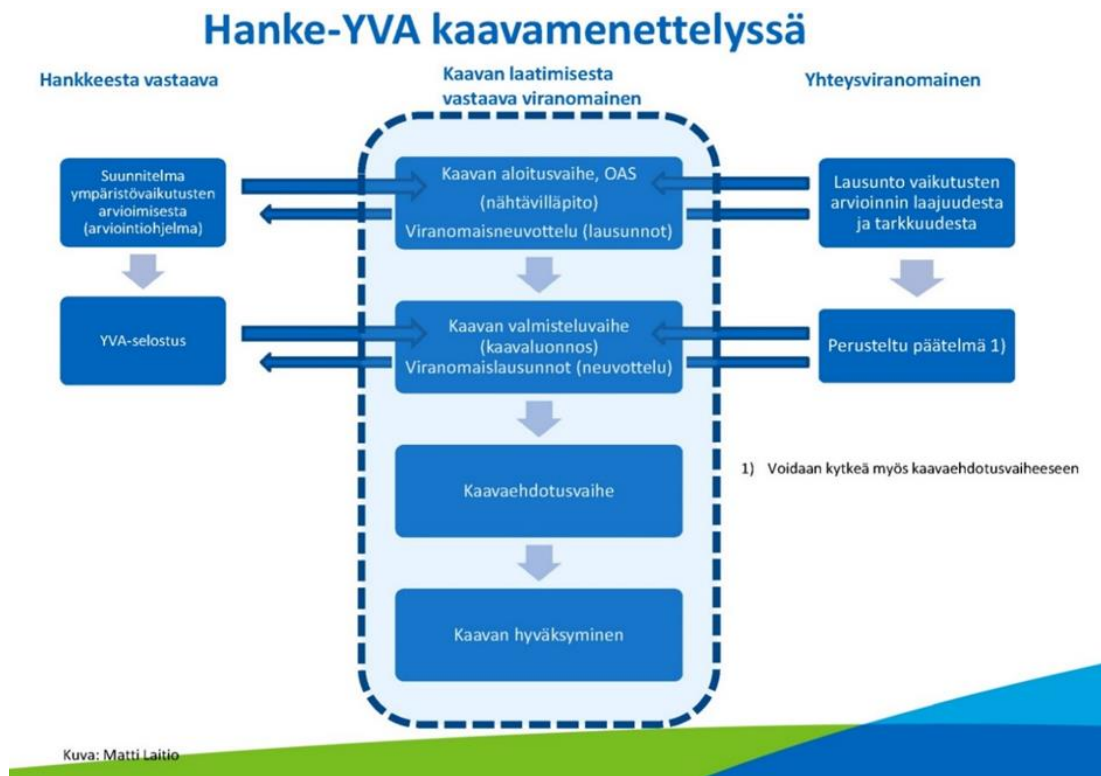 Hanke-YVA kaavamenettelyssä
Hankkeesta vastaava
Kaavan laatimisesta
vastaava viranomainen
Yhteysviranomainen
Suunnitelma
ympäristövaikutusten
arvioimisesta
(arviointiohjelma)
Kaavan aloitusvaihe, OAS
(nähtävilläpito)
Viranomaisneuvottelu (lausunnot)
Lausunto vaikutusten
arvioinnin laajuudesta
ja tarkkuudesta
YVA-selostus
Kaavan valmisteluvaihe
(kaavaluonnos)
Viranomaislausunnot (neuvottelu)
Perusteltu päätelmä 1)
1) Voidaan kytkeä myös kaavaehdotusvaiheeseen
Kaavaehdotusvaihe
Kaavan hyväksyminen
Kuva: Matti Laitio